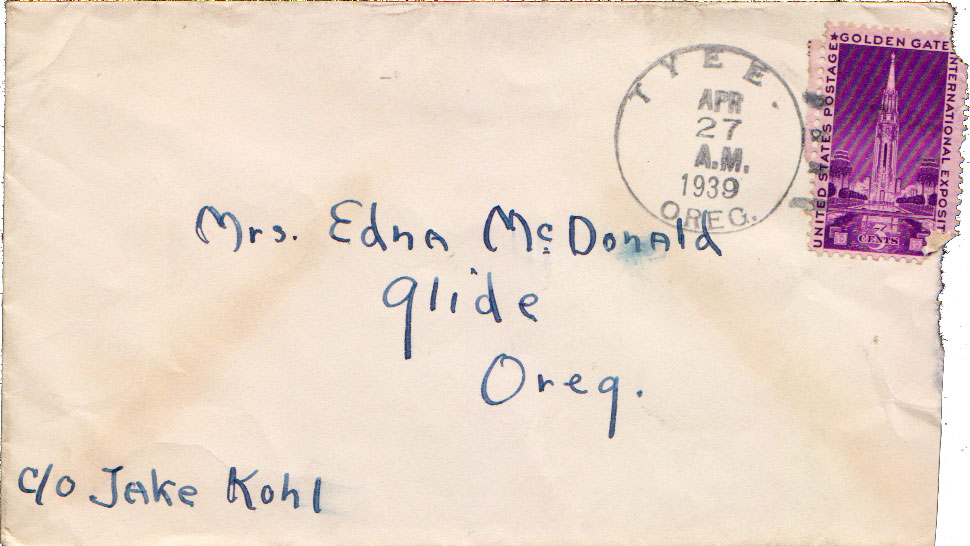 TYEE.
APR
27
A.M.
1939
OREG.
UNITED STATES POSTAGE ★ GOLDEN GATE INTERNATIONAL EXPOSIT
3
CENTS
Mrs. Edna McDonald
Glide
Oreg.
c/o Jake Kohl